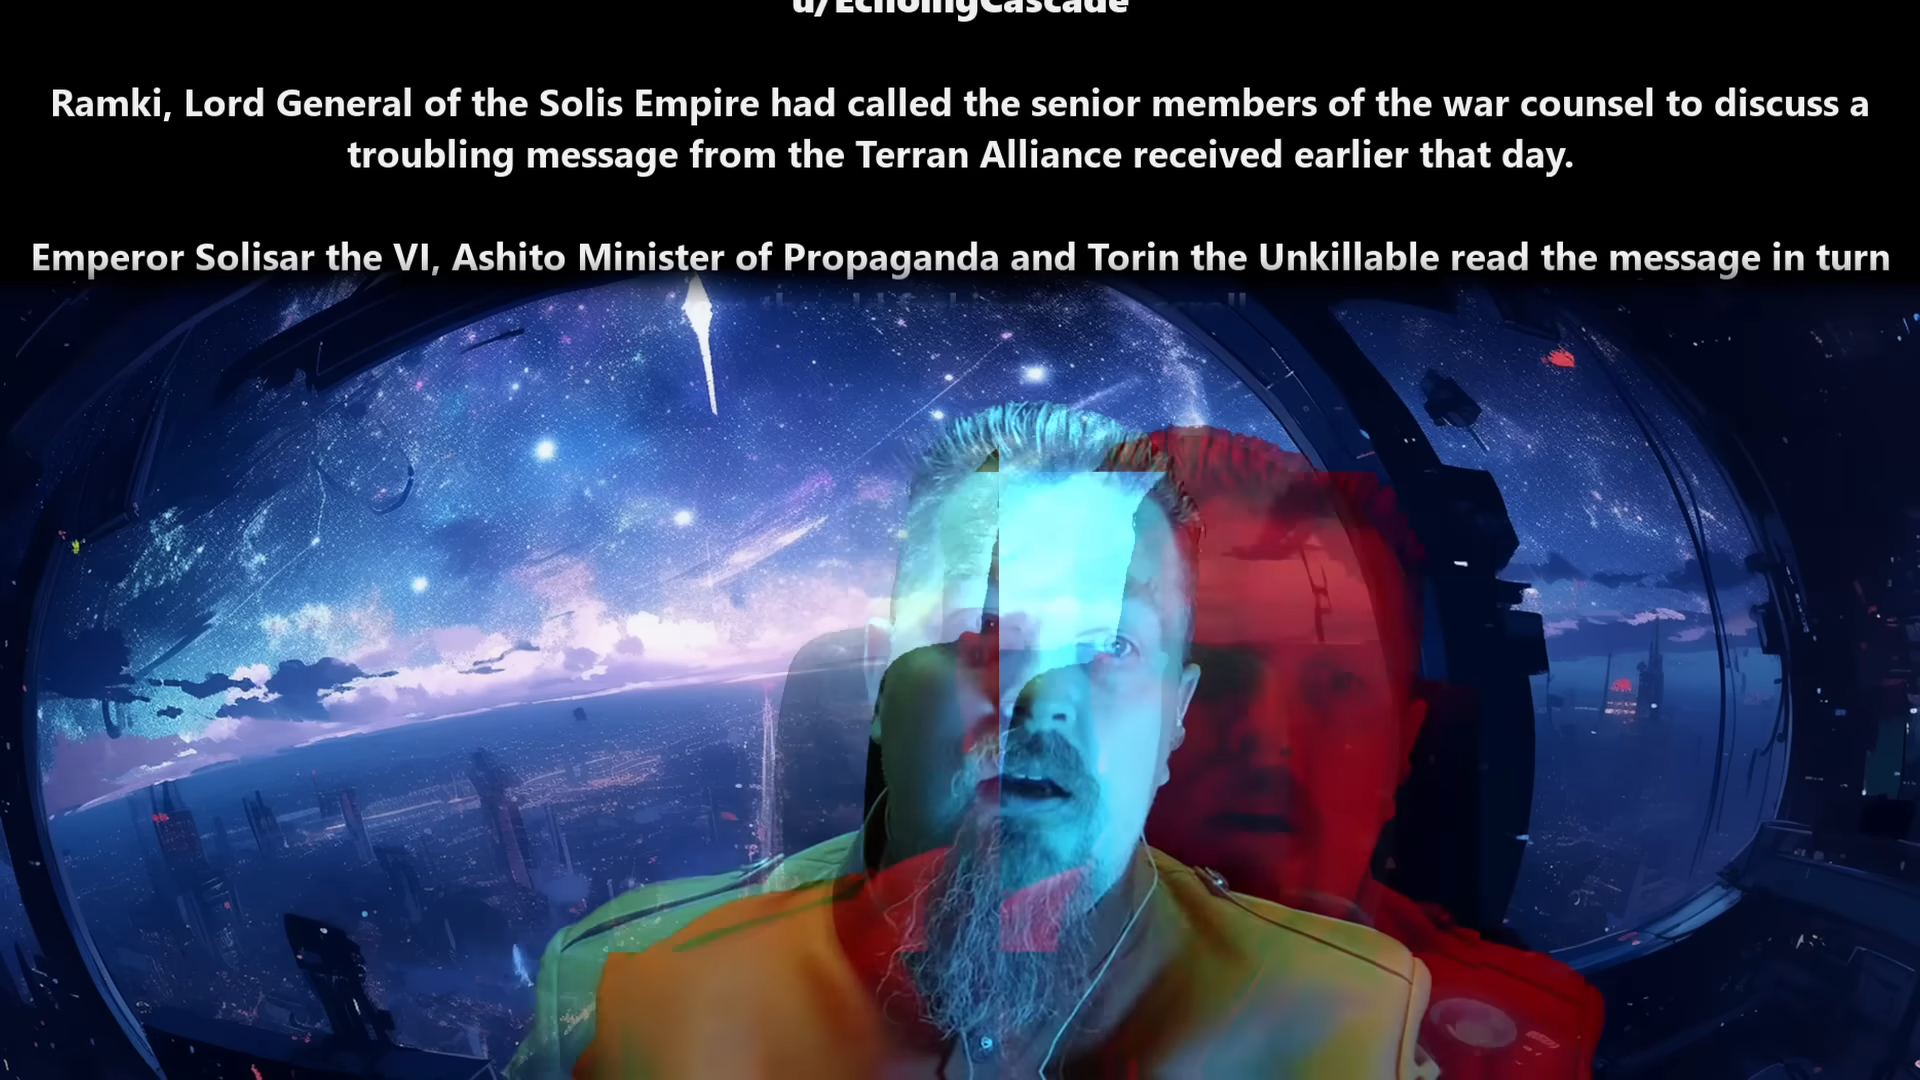 u/EchoingCascade
Ramki, Lord General of the Solis Empire had called the senior members of the war counsel to discuss a
troubling message from the Terran Alliance received earlier that day.
Emperor Solisar the VI, Ashito Minister of Propaganda and Torin the Unkillable read the message in turn